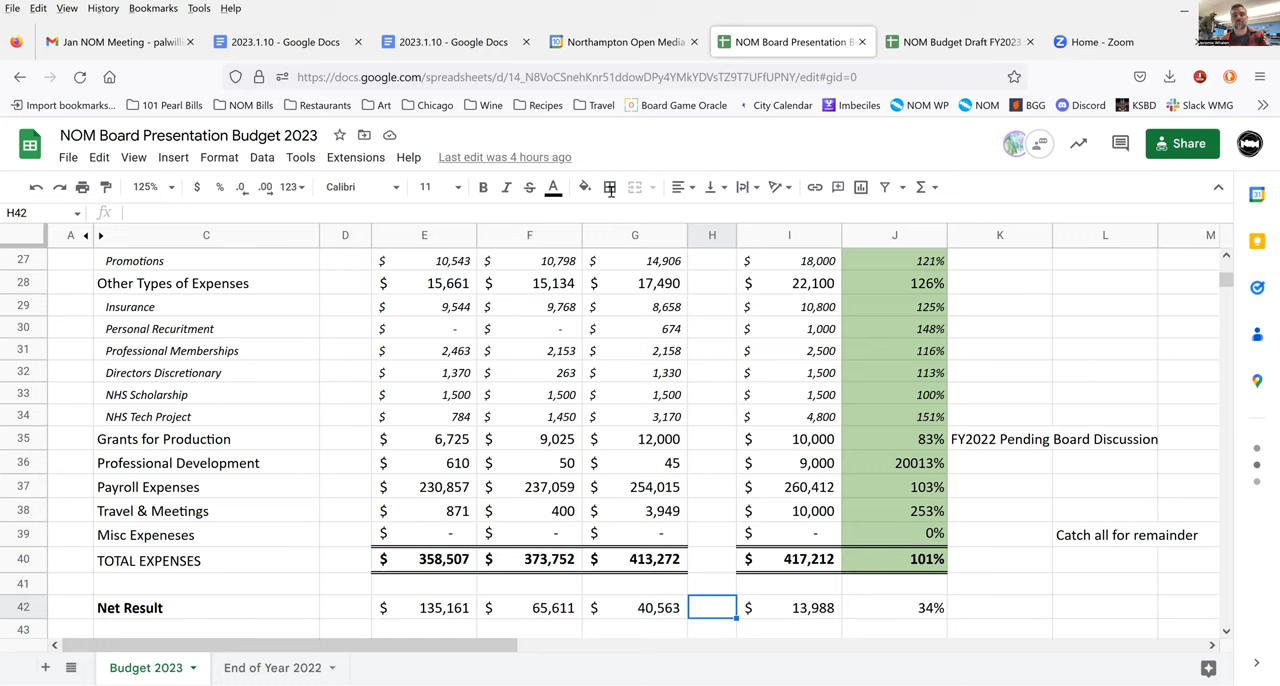 File Edit View History Bookmarks Tools Help
Jan NOM Meeting - palwilli
2023.1.10 - Google Docs
2023.1.10 - Google Docs
Northampton Open Media
NOM Board Presentation B
NOM Budget Draft FY2023
Home - Zoom
https://docs.google.com/spreadsheets/d/14_N8VoCSnehKnr51ddowDPy4YMkYDVsTZ9T7UFfUPNY/edit#gid=0
Import bookmarks... 101 Pearl Bills NOM Bills Restaurants Art Chicago Wine Recipes Travel Board Game Oracle City Calendar Imbeciles NOM WP NOM BGG Discord KSBD Slack WMG
NOM Board Presentation Budget 2023
Share
File Edit View Insert Format Data Tools Extensions Help Last edit was 4 hours ago
125% $ % .0 .00 123 Calibri 11 B I S A
H42 fx
A C D E F G H I J K L M
27 Promotions $ 10,543 $ 10,798 $ 14,906 $ 18,000 121%
28 Other Types of Expenses $ 15,661 $ 15,134 $ 17,490 $ 22,100 126%
29 Insurance $ 9,544 $ 9,768 $ 8,658 $ 10,800 125%
30 Personal Recuritment $ - $ - $ 674 $ 1,000 148%
31 Professional Memberships $ 2,463 $ 2,153 $ 2,158 $ 2,500 116%
32 Directors Discretionary $ 1,370 $ 263 $ 1,330 $ 1,500 113%
33 NHS Scholarship $ 1,500 $ 1,500 $ 1,500 $ 1,500 100%
34 NHS Tech Project $ 784 $ 1,450 $ 3,170 $ 4,800 151%
35 Grants for Production $ 6,725 $ 9,025 $ 12,000 $ 10,000 83% FY2022 Pending Board Discussion
36 Professional Development $ 610 $ 50 $ 45 $ 9,000 20013%
37 Payroll Expenses $ 230,857 $ 237,059 $ 254,015 $ 260,412 103%
38 Travel & Meetings $ 871 $ 400 $ 3,949 $ 10,000 253%
39 Misc Expeneses $ - $ - $ - $ - 0% Catch all for remainder
40 TOTAL EXPENSES $ 358,507 $ 373,752 $ 413,272 $ 417,212 101%
41
42 Net Result $ 135,161 $ 65,611 $ 40,563 $ 13,988 34%
43
Budget 2023 End of Year 2022